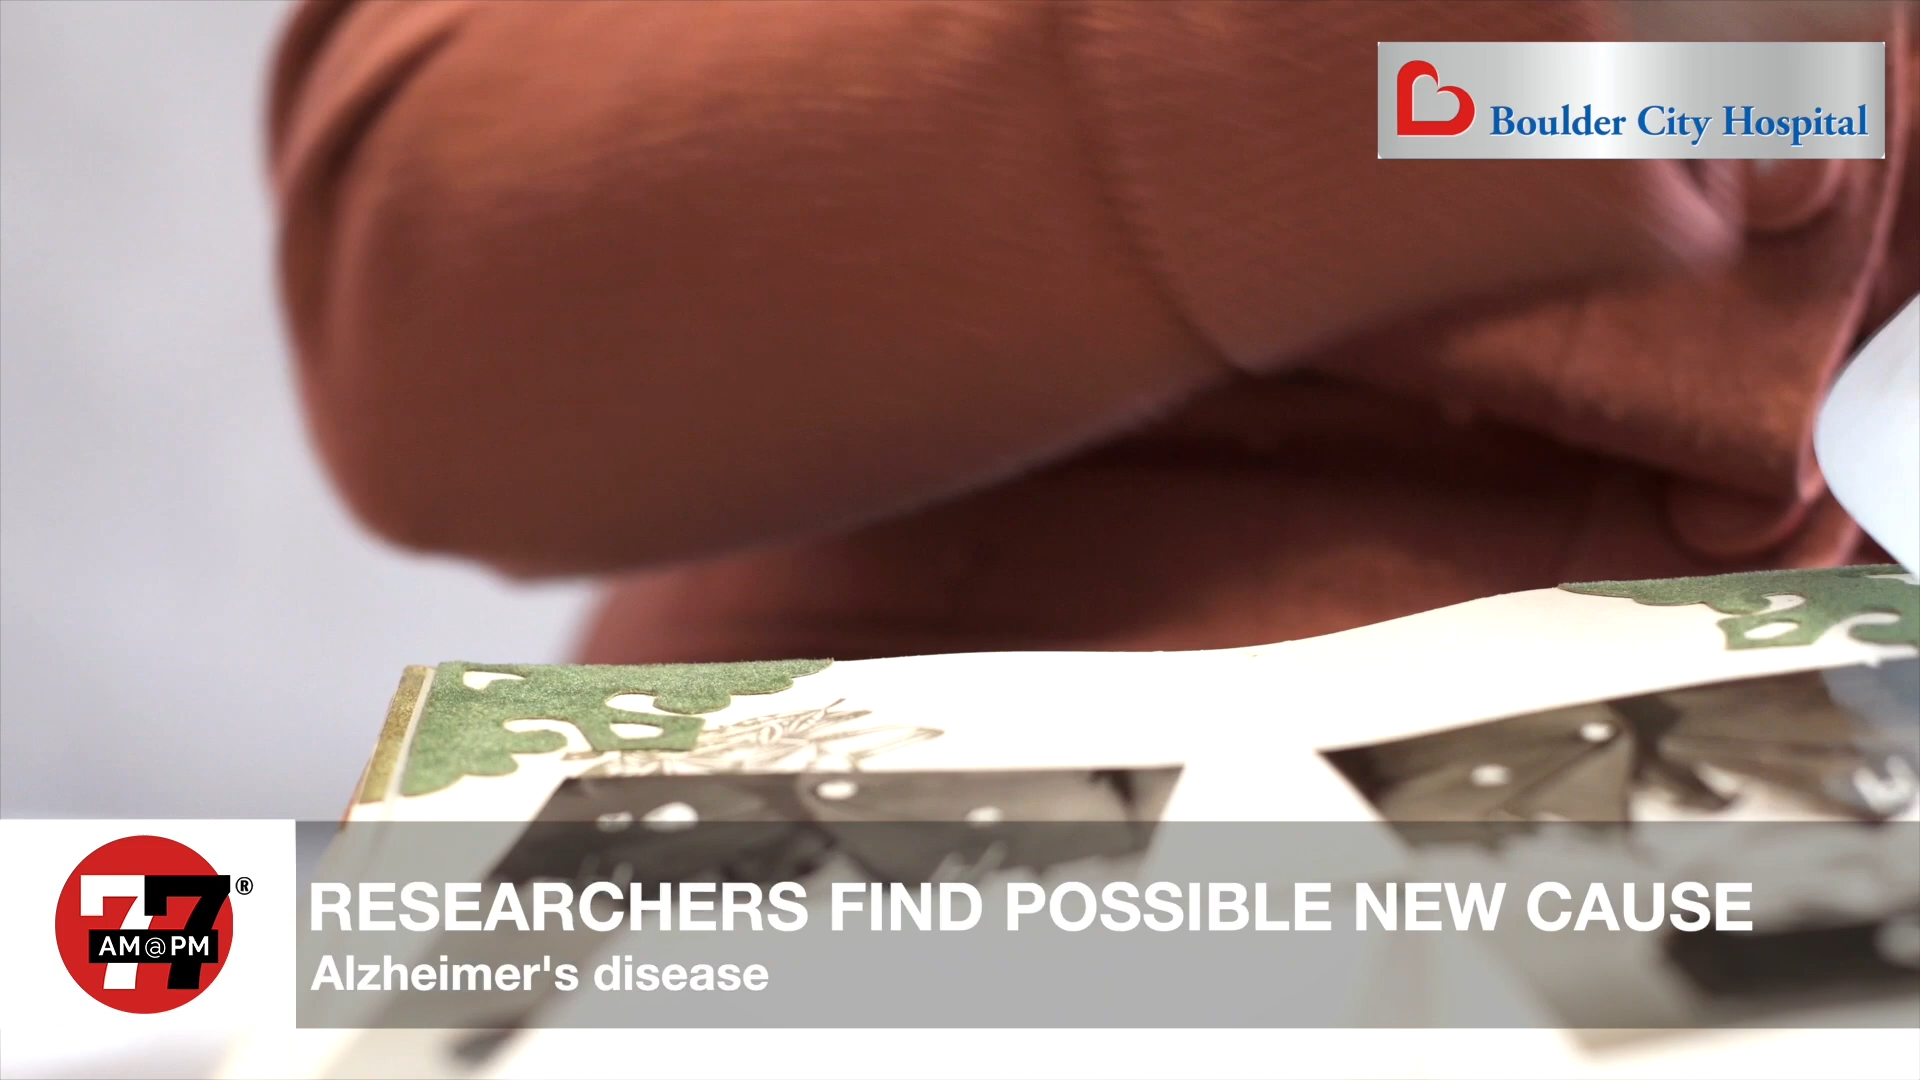 Boulder City Hospital
77
AM@PM
®
RESEARCHERS FIND POSSIBLE NEW CAUSE
Alzheimer's disease